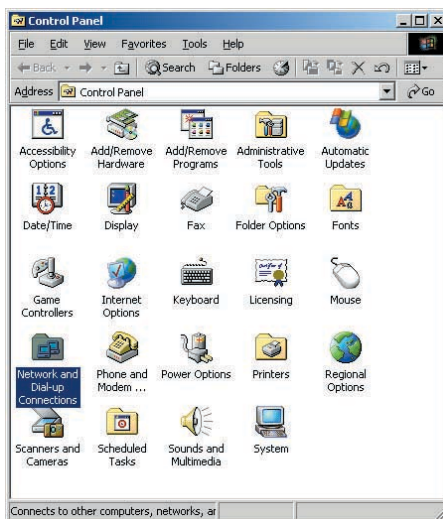 Control Panel
File Edit View Favorites Tools Help
Back Search Folders
Address Control Panel Go
Accessibility Options
Add/Remove Hardware
Add/Remove Programs
Administrative Tools
Automatic Updates
Date/Time
Display
Fax
Folder Options
Fonts
Game Controllers
Internet Options
Keyboard
Licensing
Mouse
Network and Dial-up Connections
Phone and Modem ...
Power Options
Printers
Regional Options
Scanners and Cameras
Scheduled Tasks
Sounds and Multimedia
System
Connects to other computers, networks, ar